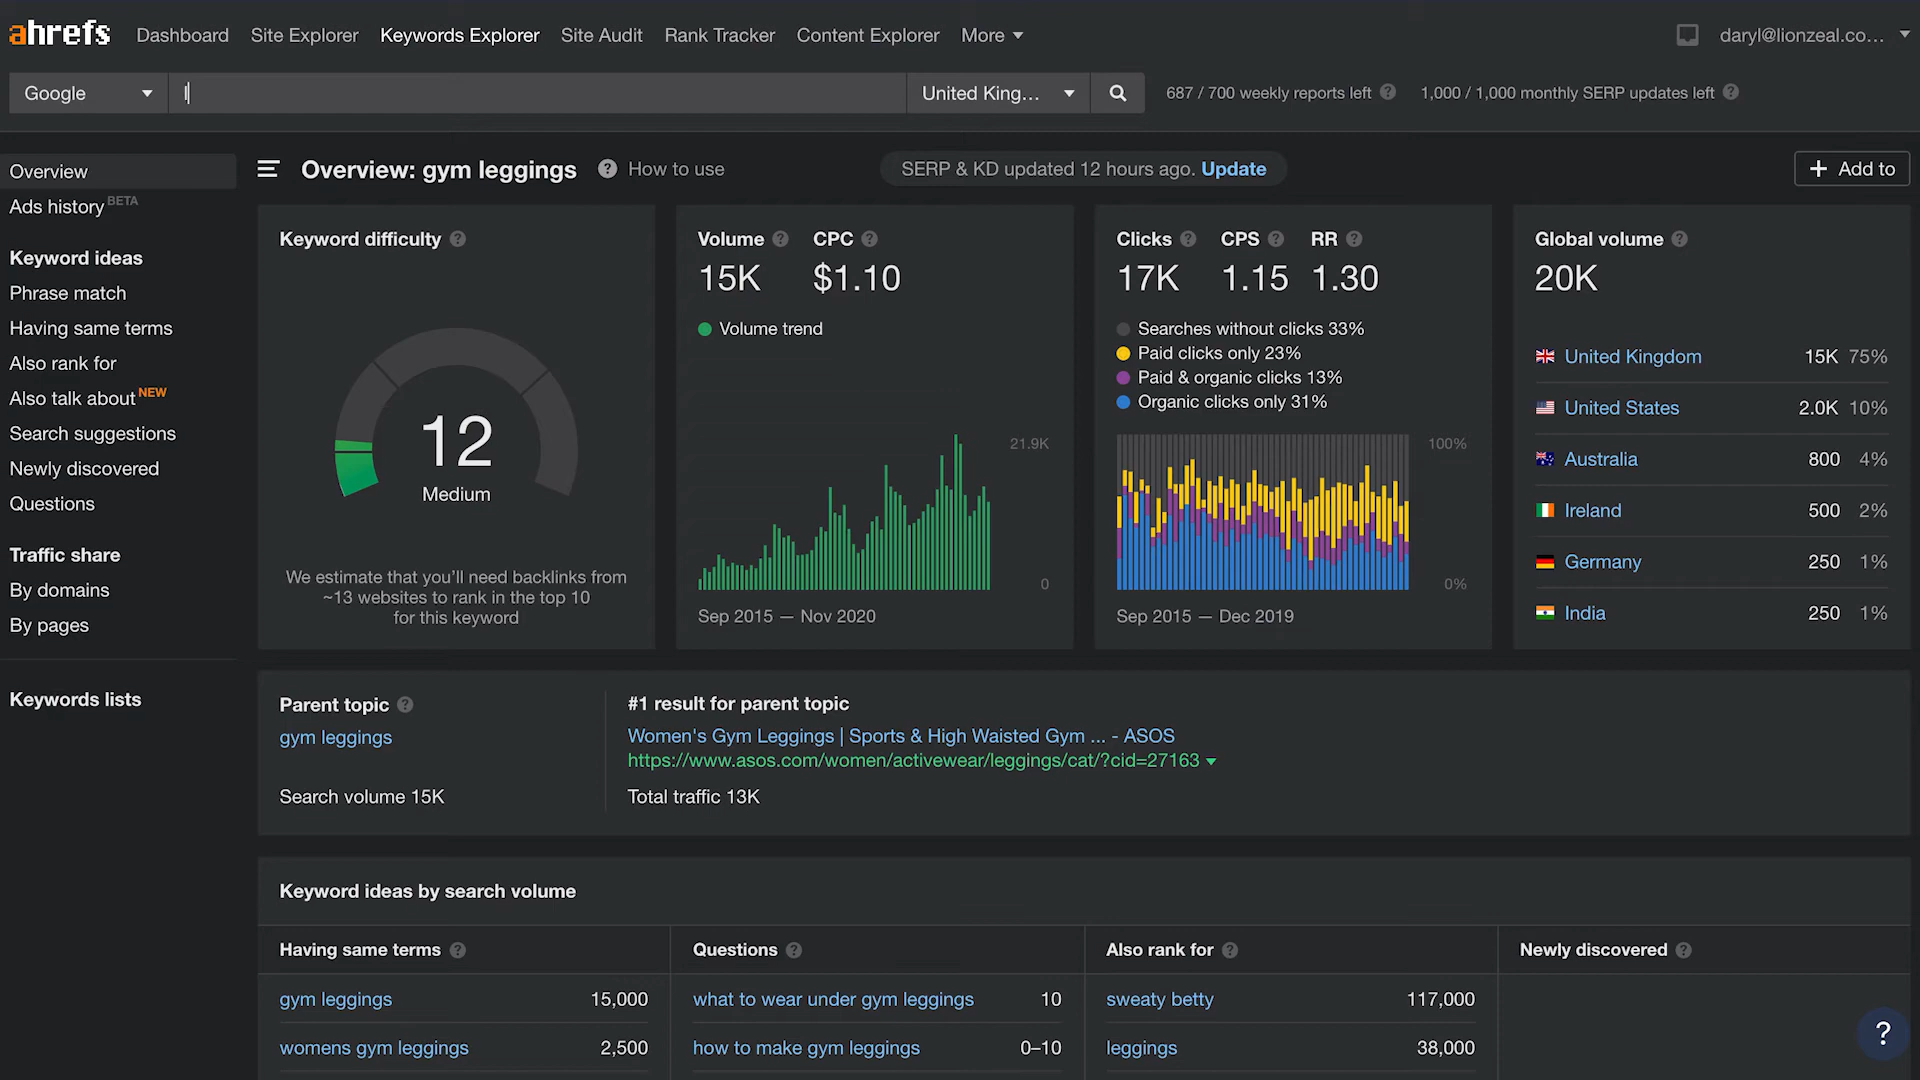 ahrefs Dashboard Site Explorer Keywords Explorer Site Audit Rank Tracker Content Explorer More daryl@lionzeal.co...
Google l United King... 687 / 700 weekly reports left ? 1,000 / 1,000 monthly SERP updates left ?
Overview
Ads history BETA
Keyword ideas
Phrase match
Having same terms
Also rank for
Also talk about NEW
Search suggestions
Newly discovered
Questions
Traffic share
By domains
By pages
Keywords lists
Overview: gym leggings ? How to use SERP & KD updated 12 hours ago. Update + Add to
Keyword difficulty ?
12
Medium
We estimate that you'll need backlinks from
~13 websites to rank in the top 10
for this keyword
Volume ? CPC ?
15K $1.10
Volume trend
21.9K
0
Sep 2015 — Nov 2020
Clicks ? CPS ? RR ?
17K 1.15 1.30
Searches without clicks 33%
Paid clicks only 23%
Paid & organic clicks 13%
Organic clicks only 31%
100%
0%
Sep 2015 — Dec 2019
Global volume ?
20K
United Kingdom 15K 75%
United States 2.0K 10%
Australia 800 4%
Ireland 500 2%
Germany 250 1%
India 250 1%
Parent topic ?
gym leggings
Search volume 15K
#1 result for parent topic
Women's Gym Leggings | Sports & High Waisted Gym ... - ASOS
https://www.asos.com/women/activewear/leggings/cat/?cid=27163
Total traffic 13K
Keyword ideas by search volume
Having same terms ? Questions ? Also rank for ? Newly discovered ?
gym leggings 15,000 what to wear under gym leggings 10 sweaty betty 117,000
womens gym leggings 2,500 how to make gym leggings 0–10 leggings 38,000
?